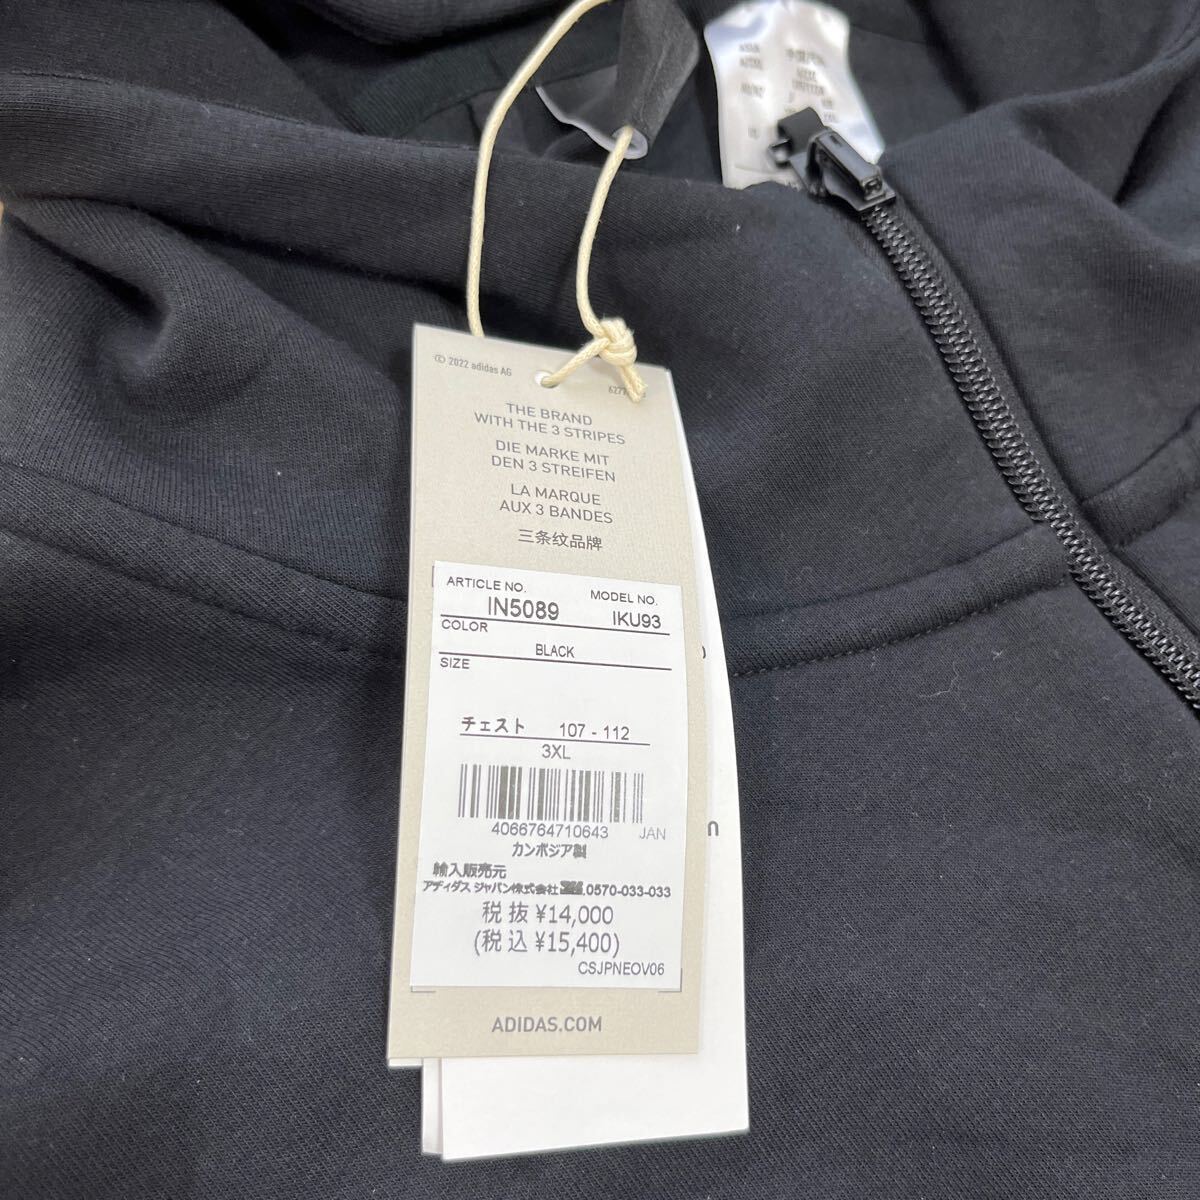 © 2022 adidas AG
THE BRAND
WITH THE 3 STRIPES
DIE MARKE MIT
DEN 3 STREIFEN
LA MARQUE
AUX 3 BANDES
三条纹品牌
ARTICLE NO. MODEL NO.
IN5089 IKU93
COLOR
BLACK
SIZE
チェスト 107 - 112
3XL
4066764710643 JAN
カンボジア製
輸入販売元
アディダス ジャパン株式会社 0570-033-033
税 抜 ¥14,000
(税 込 ¥15,400)
CSJPNEOV06
ADIDAS.COM